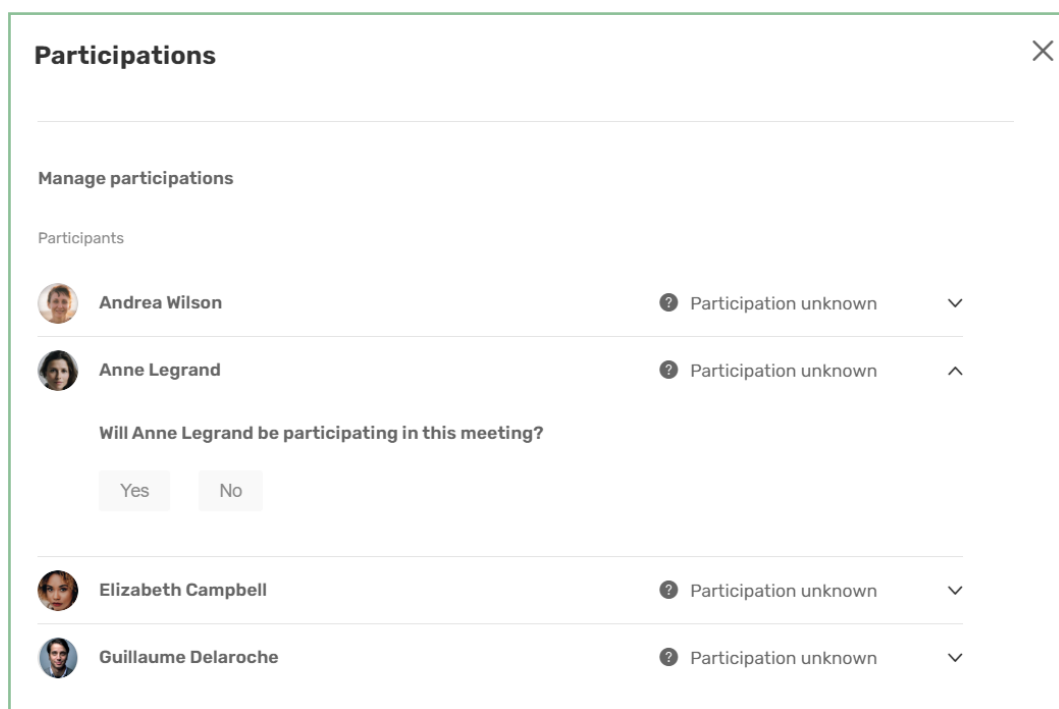 Participations
Manage participations
Participants
Andrea Wilson ? Participation unknown
Anne Legrand ? Participation unknown
Will Anne Legrand be participating in this meeting?
Yes No
Elizabeth Campbell ? Participation unknown
Guillaume Delaroche ? Participation unknown